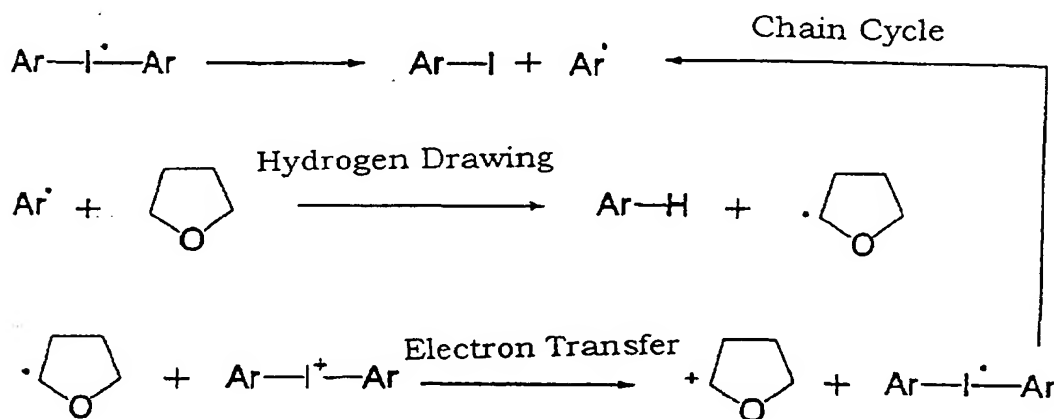 Chain Cycle
Ar—I•—Ar → Ar—I + Ar•
Hydrogen Drawing
Ar• + O → Ar—H + • O
Electron Transfer
• O + Ar—I+—Ar → + O + Ar—I•—Ar